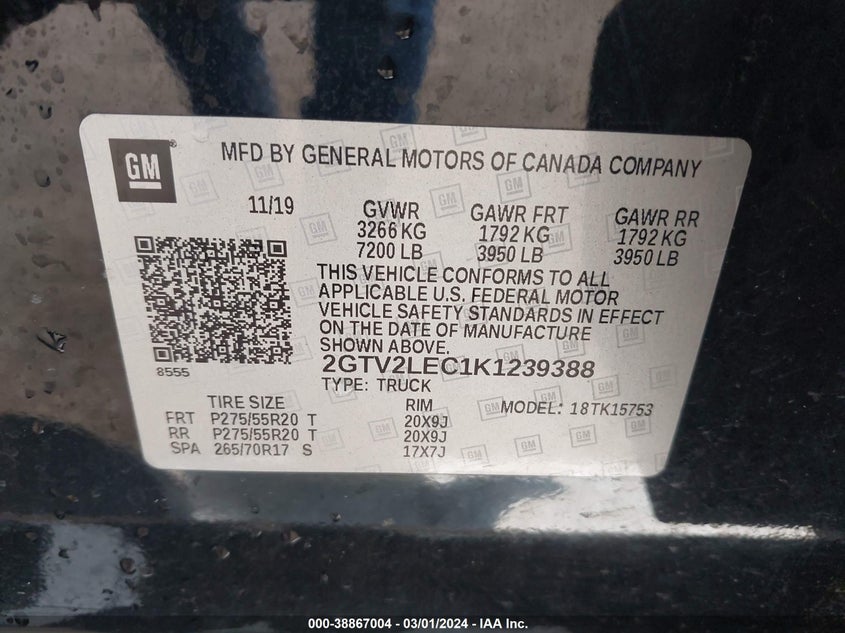 GM
MFD BY GENERAL MOTORS OF CANADA COMPANY
11/19 GVWR GAWR FRT GAWR RR
3266 KG 1792 KG 1792 KG
7200 LB 3950 LB 3950 LB
THIS VEHICLE CONFORMS TO ALL
APPLICABLE U.S. FEDERAL MOTOR
VEHICLE SAFETY STANDARDS IN EFFECT
ON THE DATE OF MANUFACTURE
SHOWN ABOVE.
8555
2GTV2LEC1K1239388
TYPE: TRUCK
TIRE SIZE RIM MODEL: 18TK15753
FRT P275/55R20 T 20X9J
RR P275/55R20 T 20X9J
SPA 265/70R17 S 17X7J
000-38867004 - 03/01/2024 - IAA Inc.